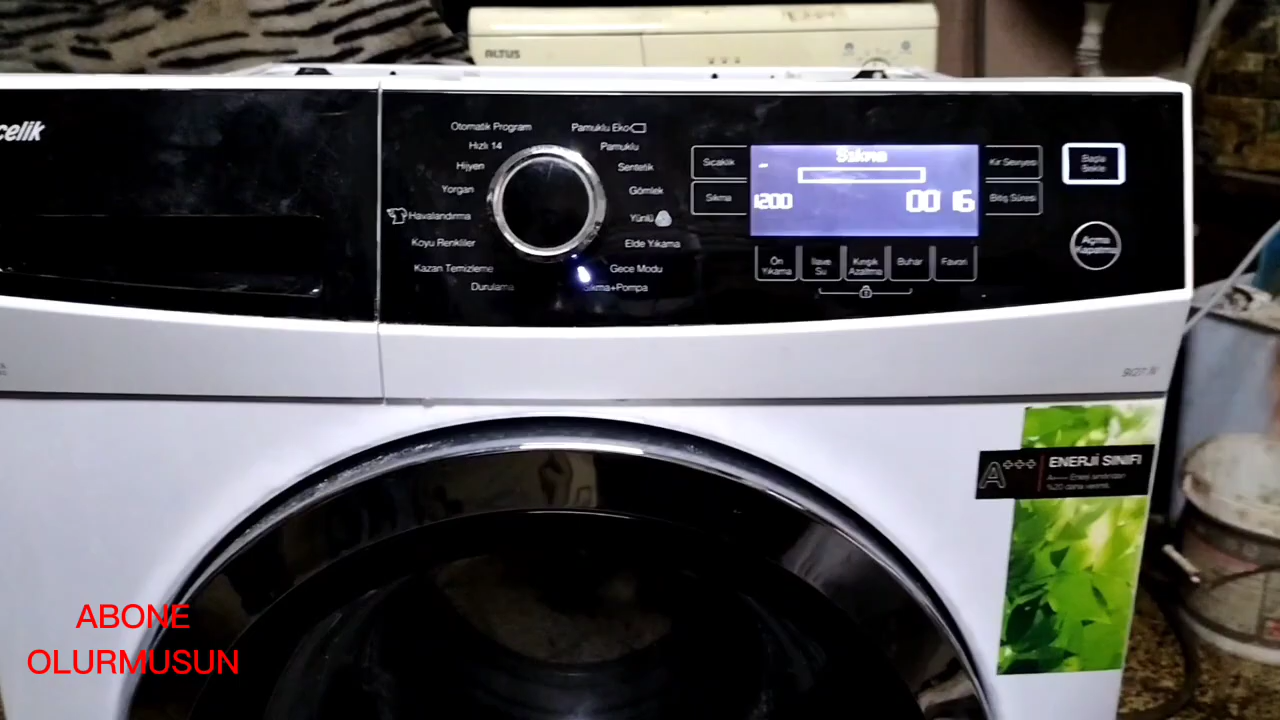 ALTUS
çelik
Otomatik Program
Hızlı 14
Hijyen
Yorgan
Havalandırma
Koyu Renkliler
Kazan Temizleme
Durulama
Pamuklu Eko
Pamuklu
Sentetik
Gömlek
Yünlü
Elde Yıkama
Gece Modu
Sıkma+Pompa
Sıcaklık
Sıkma
-
Sıkma
1200
00 16
Kir Seviyesi
Bitiş Süresi
Başla
Bekle
Açma
Kapatma
Ön
Yıkama
İlave
Su
Kırışık
Azaltma
Buhar
Favori
A+++
ENERJİ SINIFI
ABONE
OLURMUSUN